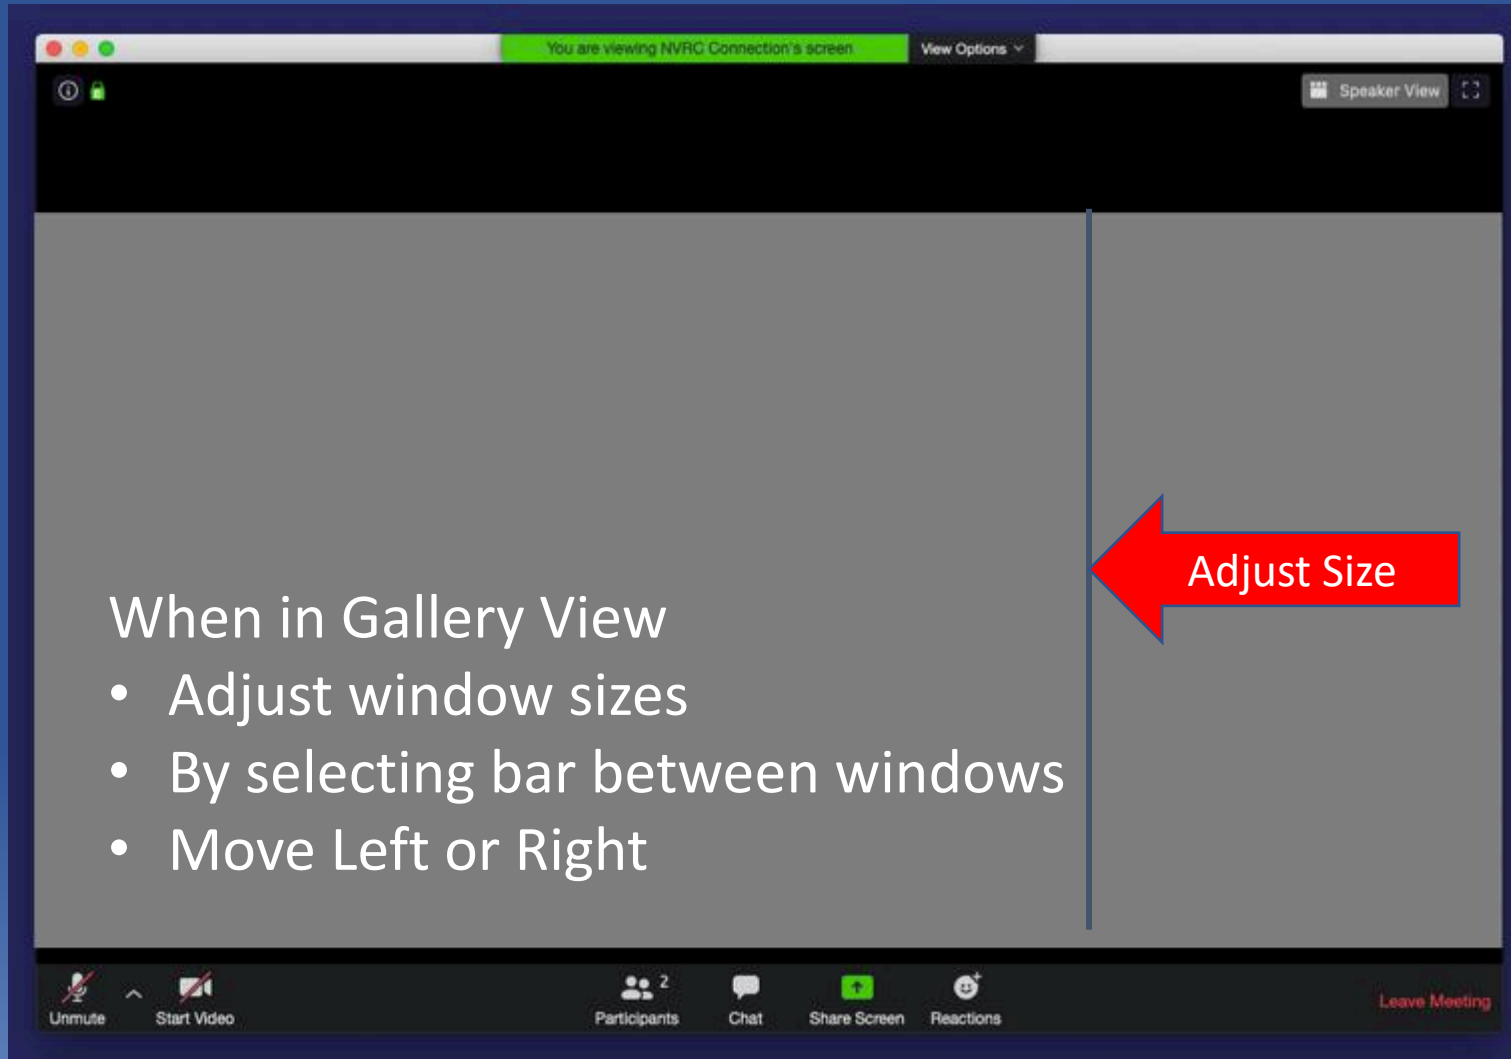 You are viewing NVRC Connection's screen View Options
Speaker View
Adjust Size
When in Gallery View
• Adjust window sizes
• By selecting bar between windows
• Move Left or Right
2
Unmute Start Video Participants Chat Share Screen Reactions Leave Meeting